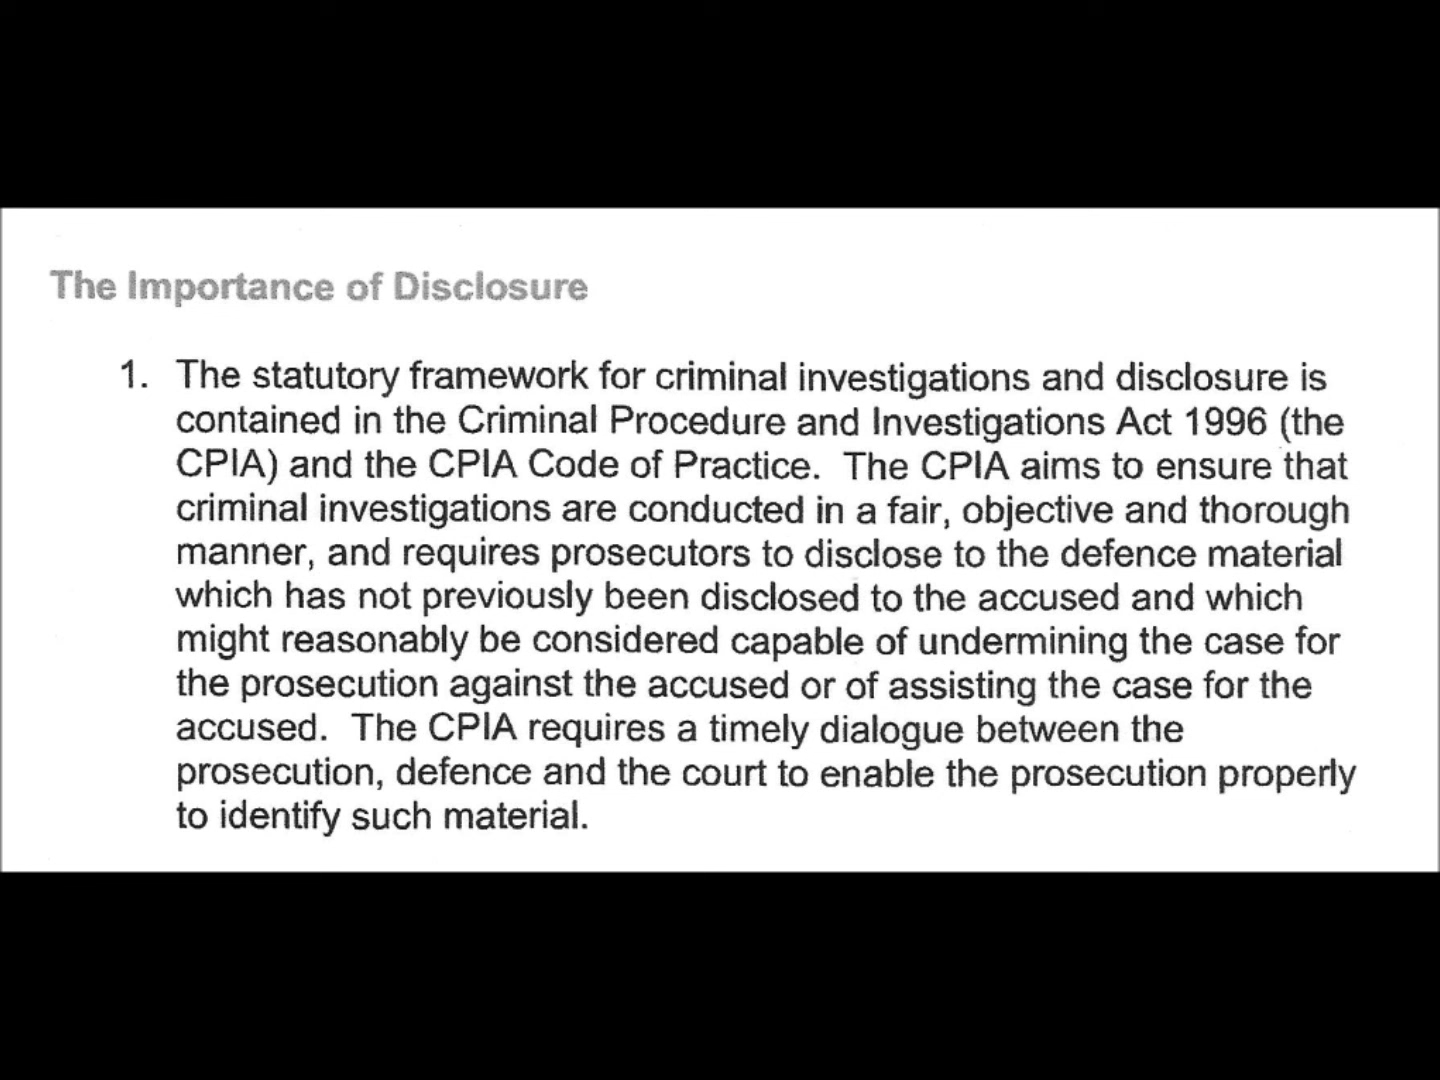 The Importance of Disclosure
1. The statutory framework for criminal investigations and disclosure is
contained in the Criminal Procedure and Investigations Act 1996 (the
CPIA) and the CPIA Code of Practice. The CPIA aims to ensure that
criminal investigations are conducted in a fair, objective and thorough
manner, and requires prosecutors to disclose to the defence material
which has not previously been disclosed to the accused and which
might reasonably be considered capable of undermining the case for
the prosecution against the accused or of assisting the case for the
accused. The CPIA requires a timely dialogue between the
prosecution, defence and the court to enable the prosecution properly
to identify such material.